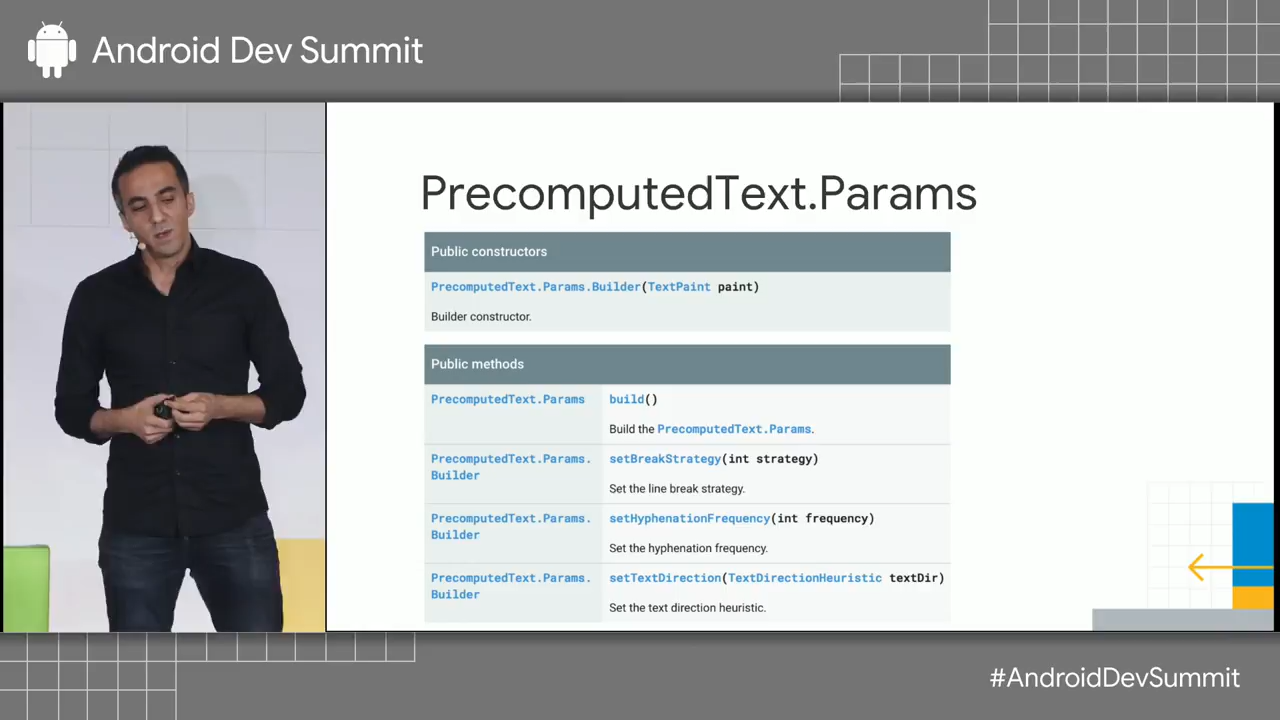 Android Dev Summit
PrecomputedText.Params
Public constructors
PrecomputedText.Params.Builder(TextPaint paint)
Builder constructor.
Public methods
PrecomputedText.Params
build()
Build the PrecomputedText.Params.
PrecomputedText.Params.
Builder
setBreakStrategy(int strategy)
Set the line break strategy.
PrecomputedText.Params.
Builder
setHyphenationFrequency(int frequency)
Set the hyphenation frequency.
PrecomputedText.Params.
Builder
setTextDirection(TextDirectionHeuristic textDir)
Set the text direction heuristic.
#AndroidDevSummit